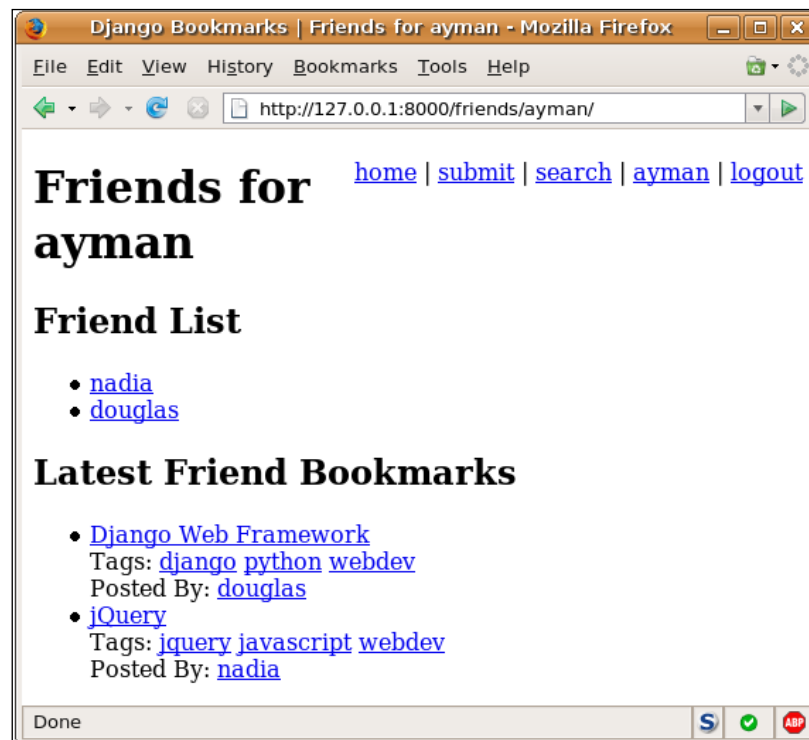 Django Bookmarks | Friends for ayman - Mozilla Firefox
File Edit View History Bookmarks Tools Help
http://127.0.0.1:8000/friends/ayman/
home | submit | search | ayman | logout
Friends for
ayman
Friend List
nadia
douglas
Latest Friend Bookmarks
Django Web Framework
Tags: django python webdev
Posted By: douglas
jQuery
Tags: jquery javascript webdev
Posted By: nadia
Done
S
ABP